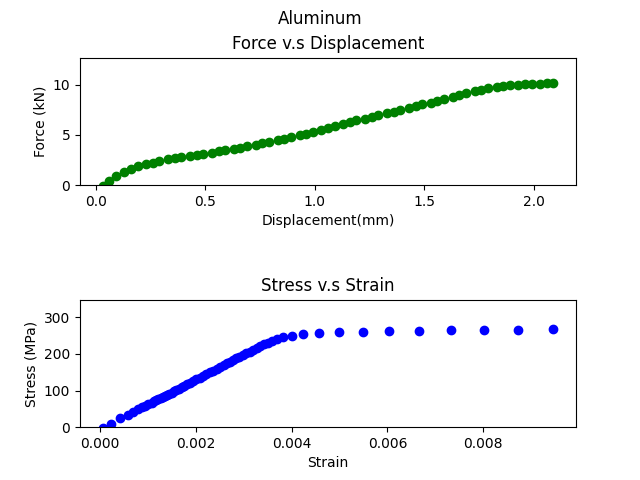 Aluminum
Force v.s Displacement
Force (kN)
10
5
0
0.0 0.5 1.0 1.5 2.0
Displacement(mm)
Stress v.s Strain
Stress (MPa)
300
200
100
0
0.000 0.002 0.004 0.006 0.008
Strain